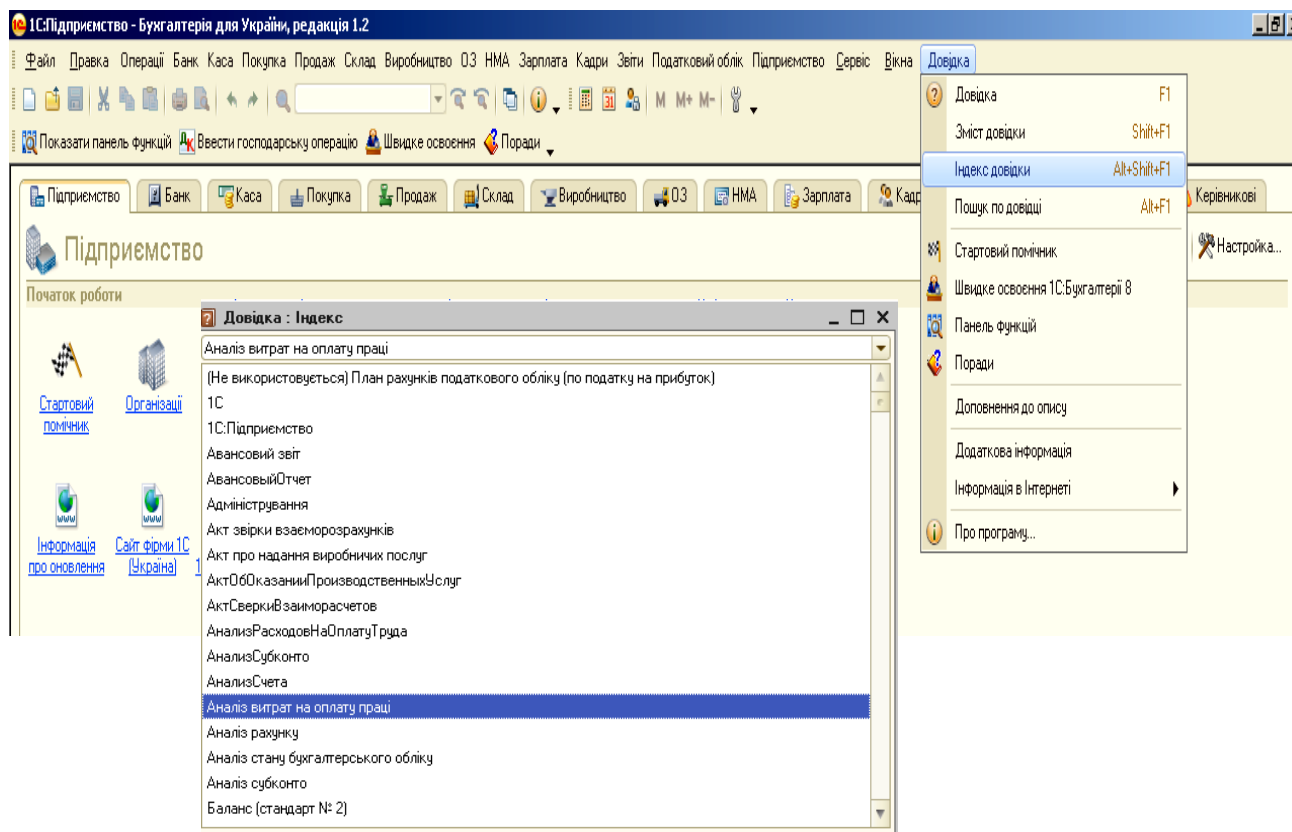 1С:Підприємство - Бухгалтерія для України, редакція 1.2
Файл Правка Операції Банк Каса Покупка Продаж Склад Виробництво ОЗ НМА Зарплата Кадри Звіти Податковий облік Підприємство Сервіс Вікна Довідка
M M+ M-
Показати панель функцій Ввести господарську операцію Швидке освоєння Поради
Підприємство Банк Каса Покупка Продаж Склад Виробництво ОЗ НМА Зарплата Керівникові
Підприємство
Настройка...
Початок роботи
Стартовий помічник
Організації
Інформація про оновлення
Сайт фірми 1С (Україна)
Довідка F1
Зміст довідки Shift+F1
Індекс довідки Alt+Shift+F1
Пошук по довідці Alt+F1
Стартовий помічник
Швидке освоєння 1С:Бухгалтерії 8
Панель функцій
Поради
Доповнення до опису
Додаткова інформація
Інформація в Інтернеті
Про програму...
Довідка : Індекс
Аналіз витрат на оплату праці
(Не використовується) План рахунків податкового обліку (по податку на прибуток)
1С
1С:Підприємство
Авансовий звіт
АвансовыйОтчет
Адміністрування
Акт звірки взаєморозрахунків
Акт про надання виробничих послуг
АктОбОказанииПроизводственныхУслуг
АктСверкиВзаиморасчетов
АнализРасходовНаОплатуТруда
АнализСубконто
АнализСчета
Аналіз витрат на оплату праці
Аналіз рахунку
Аналіз стану бухгалтерського обліку
Аналіз субконто
Баланс (стандарт № 2)